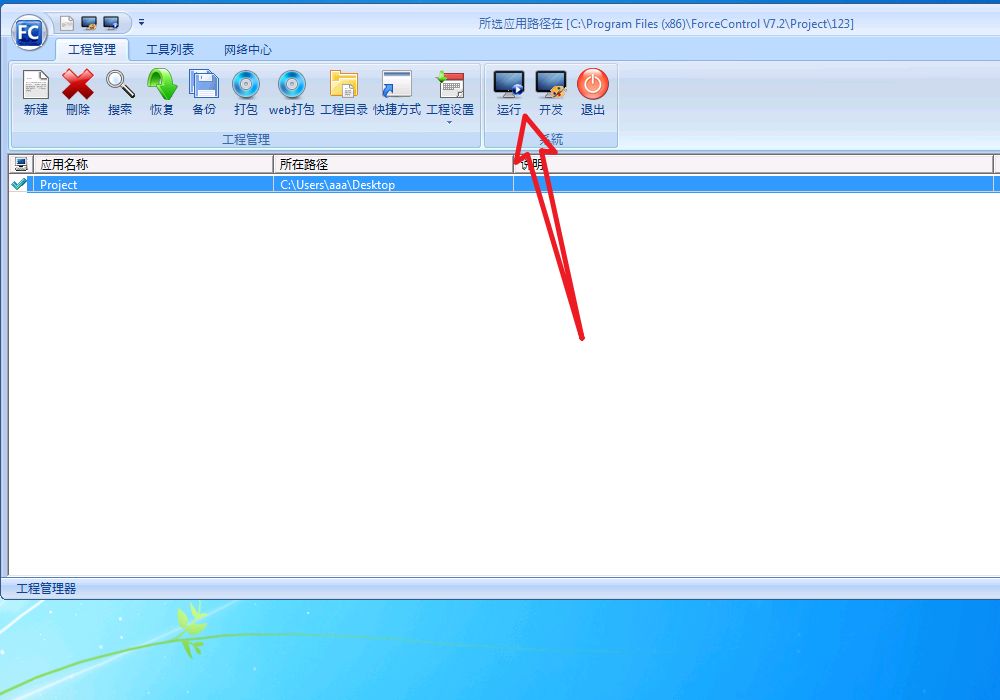 FC
所选应用路径在 [C:\Program Files (x86)\ForceControl V7.2\Project\123]
工程管理 工具列表 网络中心
新建 删除 搜索 恢复 备份 打包 web打包 工程目录 快捷方式 工程设置 运行 开发 退出
工程管理 系统
应用名称 所在路径 说明
Project C:\Users\aaa\Desktop
工程管理器